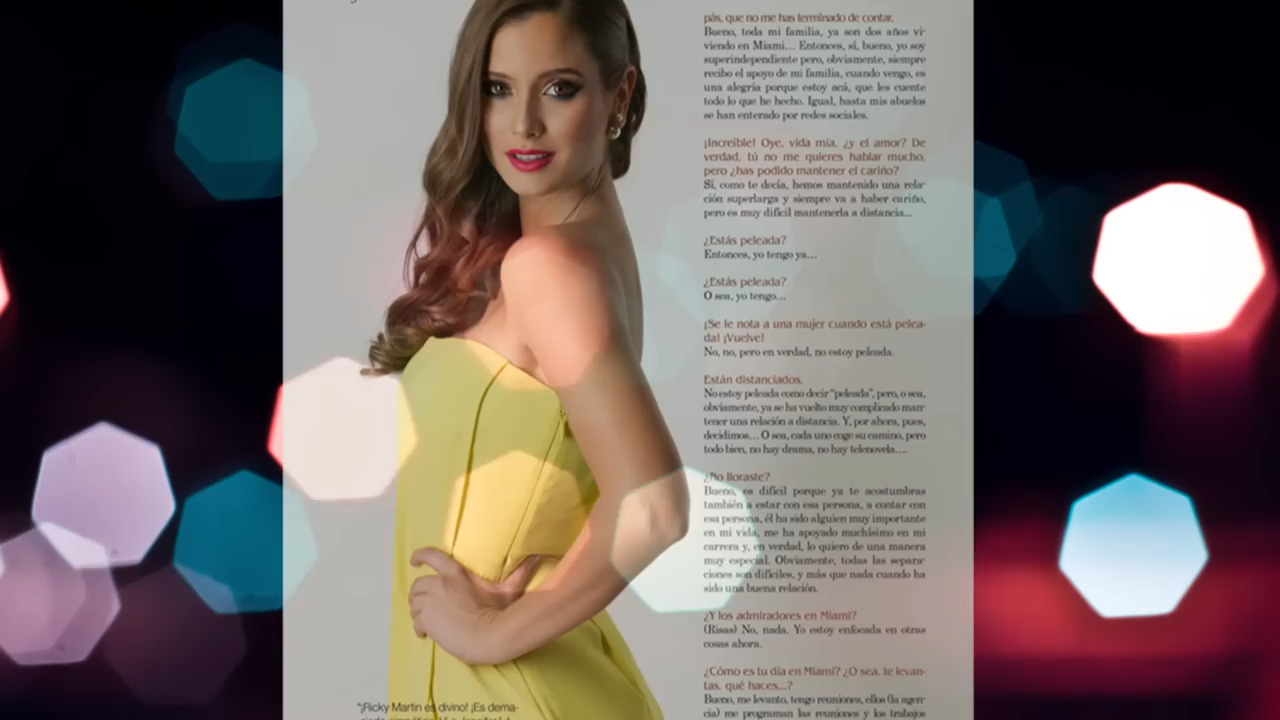 pás, que no me has terminado de contar.
Bueno, toda mi familia, ya son dos años vi-
viendo en Miami... Entonces, sí, bueno, yo soy
superindependiente pero, obviamente, siempre
recibo el apoyo de mi familia, cuando vengo, es
una alegría porque estoy acá, que les cuente
todo lo que he hecho. Igual, hasta mis abuelos
se han enterado por redes sociales.
¡Increíble! Oye, vida mía, ¿y el amor? De
verdad, tú no me quieres hablar mucho,
pero ¿has podido mantener el cariño?
Sí, como te decía, hemos mantenido una rela-
ción superlarga y siempre va a haber cariño,
pero es muy difícil mantenerla a distancia...
¿Estás peleada?
Entonces, yo tengo ya...
¿Estás peleada?
O sea, yo tengo...
¡Se le nota a una mujer cuando está pelea-
da! ¡Vuelve!
No, no, pero en verdad, no estoy peleada.
Están distanciados.
No estoy peleada como decir “peleada”, pero, o sea,
obviamente, ya se ha vuelto muy complicado man-
tener una relación a distancia. Y, por ahora, pues,
decidimos... O sea, cada uno coge su camino, pero
todo bien, no hay drama, no hay telenovela....
¿No lloraste?
Bueno, es difícil porque ya te acostumbras
también a estar con esa persona, a contar con
esa persona, él ha sido alguien muy importante
en mi vida, me ha apoyado muchísimo en mi
carrera y, en verdad, lo quiero de una manera
muy especial. Obviamente, todas las separa-
ciones son difíciles, y más que nada cuando ha
sido una buena relación.
¿Y los admiradores en Miami?
(Risas) No, nada. Yo estoy enfocada en otras
cosas ahora.
¿Cómo es tu día en Miami? ¿O sea, te levan-
tas, qué haces...?
Bueno, me levanto, tengo reuniones, ellos (la agen-
cia) me programan las reuniones y los trabajos
“¡Ricky Martin es divino! ¡Es dema-